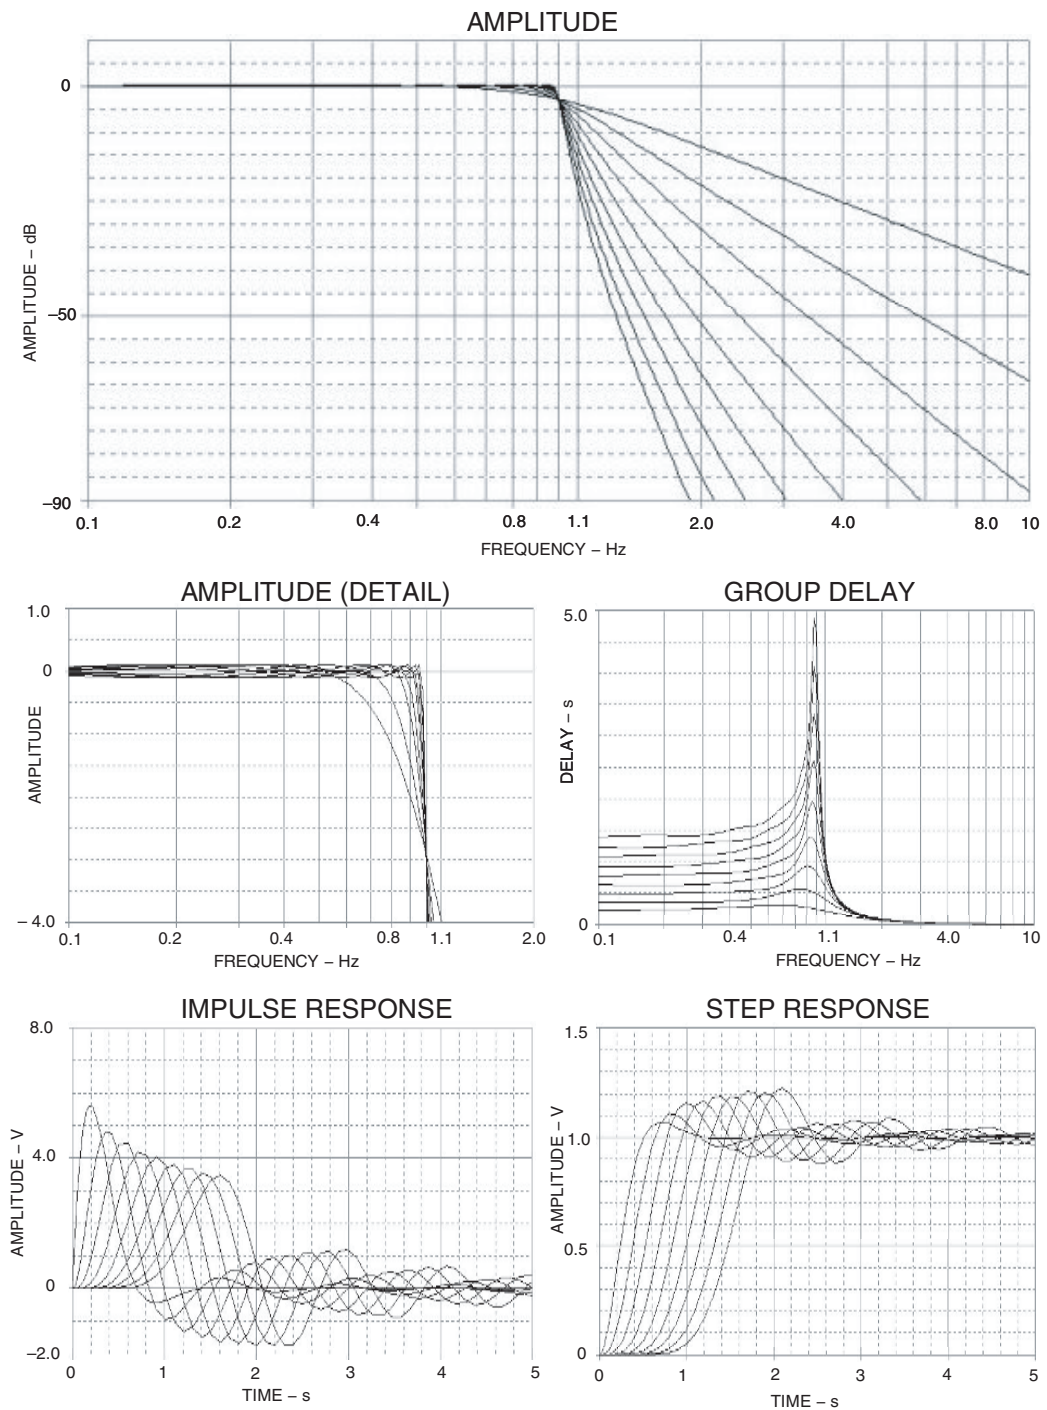 AMPLITUDE
0
–50
–90
AMPLITUDE – dB
0.1 0.2 0.4 0.8 1.1 2.0 4.0 8.0 10
FREQUENCY – Hz
AMPLITUDE (DETAIL)
1.0
0
– 4.0
AMPLITUDE
0.1 0.2 0.4 0.8 1.1 2.0
FREQUENCY – Hz
GROUP DELAY
5.0
0
DELAY – s
0.1 0.4 1.1 4.0 10
FREQUENCY – Hz
IMPULSE RESPONSE
8.0
4.0
0
–2.0
AMPLITUDE – V
0 1 2 3 4 5
TIME – s
STEP RESPONSE
1.5
1.0
0.5
0
AMPLITUDE – V
0 1 2 3 4 5
TIME – s